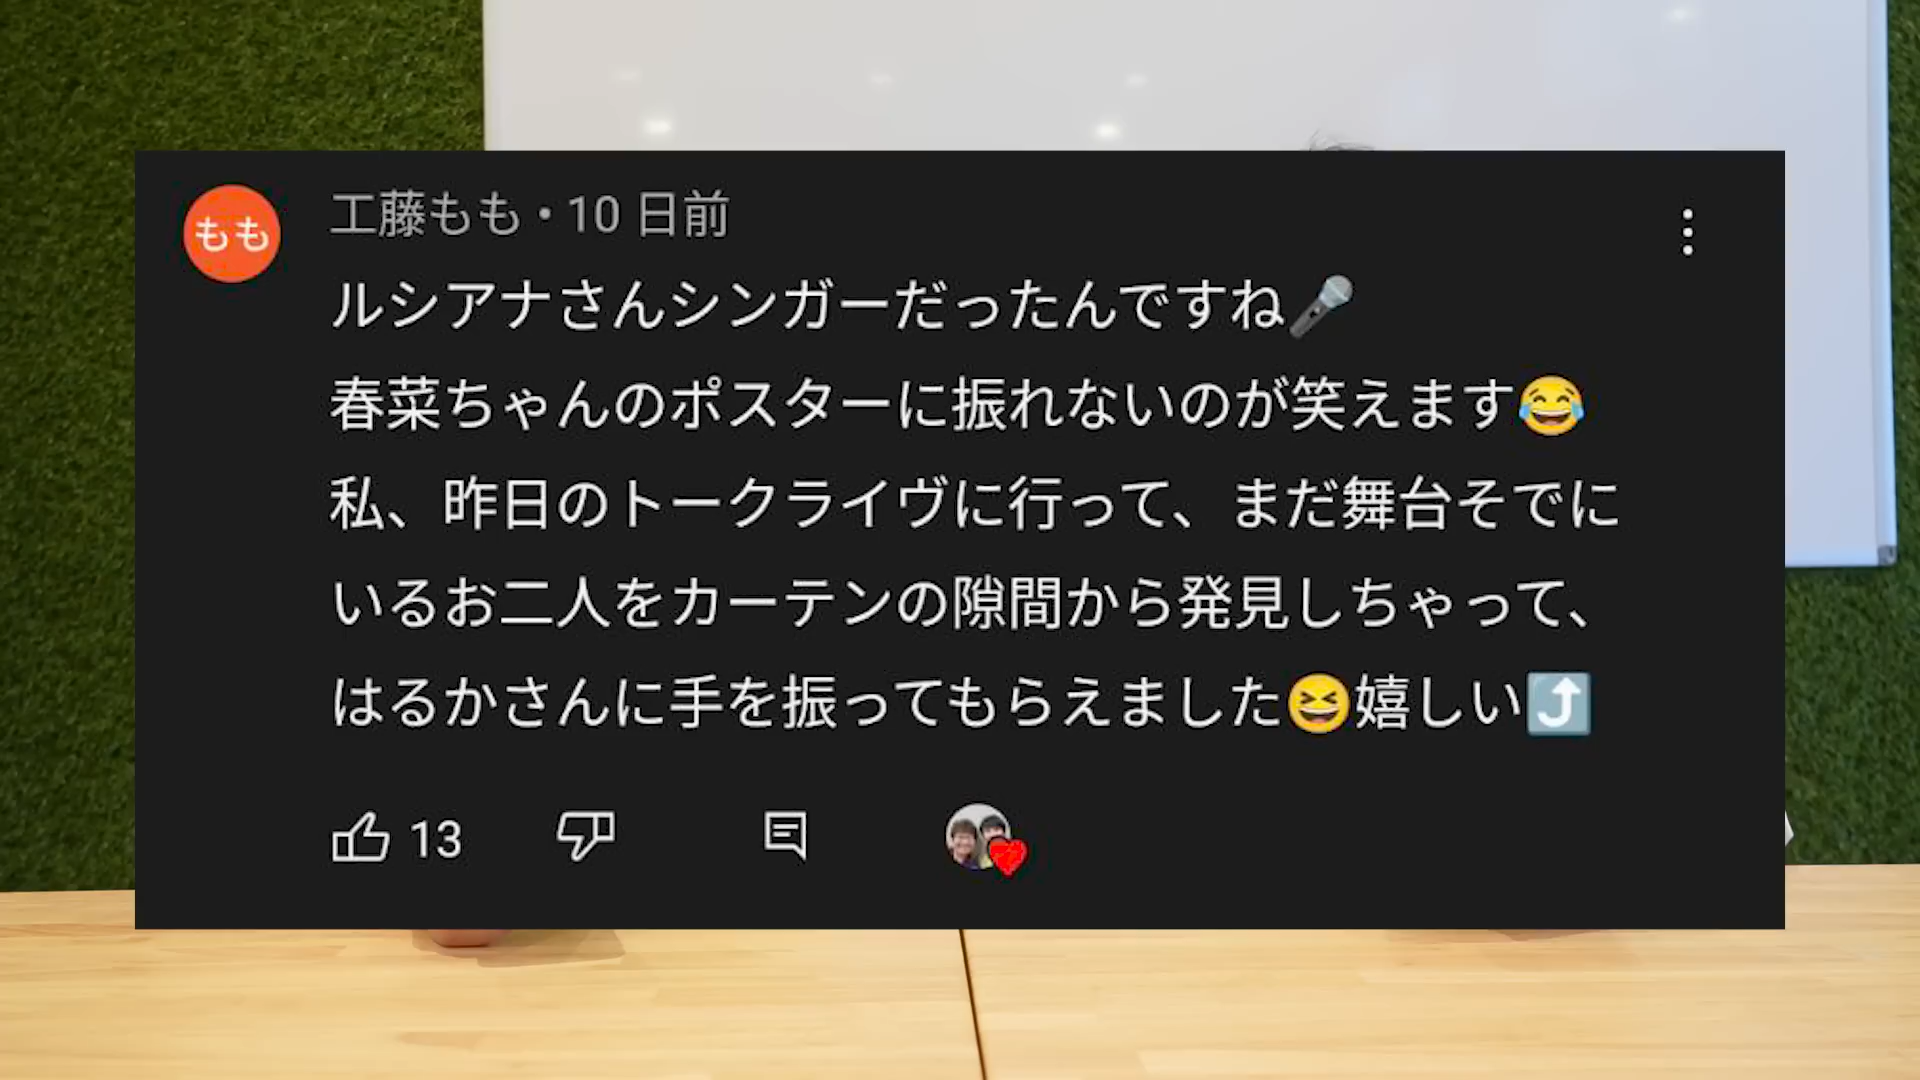 もも
工藤もも・10 日前
ルシアナさんシンガーだったんですね🎤
春菜ちゃんのポスターに振れないのが笑えます😂
私、昨日のトークライヴに行って、まだ舞台そでに
いるお二人をカーテンの隙間から発見しちゃって、
はるかさんに手を振ってもらえました😆嬉しい⤴️
13